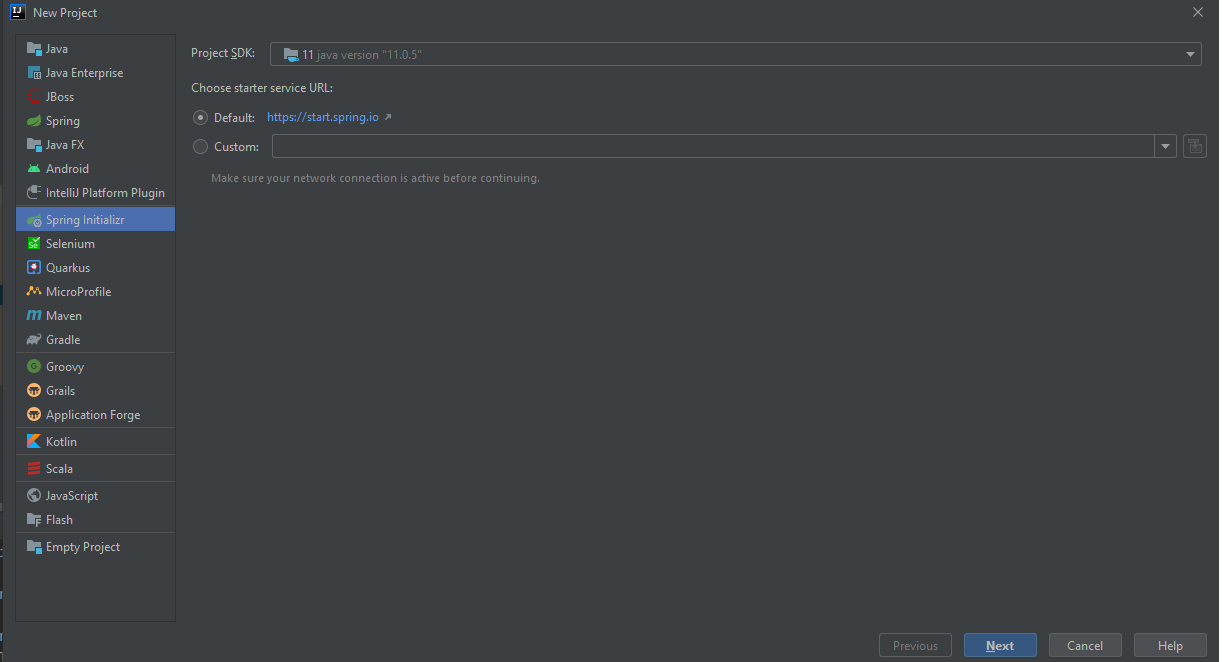 New Project
Java
Java Enterprise
JBoss
Spring
Java FX
Android
IntelliJ Platform Plugin
Spring Initializr
Selenium
Quarkus
MicroProfile
Maven
Gradle
Groovy
Grails
Application Forge
Kotlin
Scala
JavaScript
Flash
Empty Project
Project SDK: 11 java version "11.0.5"
Choose starter service URL:
Default: https://start.spring.io
Custom:
Make sure your network connection is active before continuing.
Previous Next Cancel Help